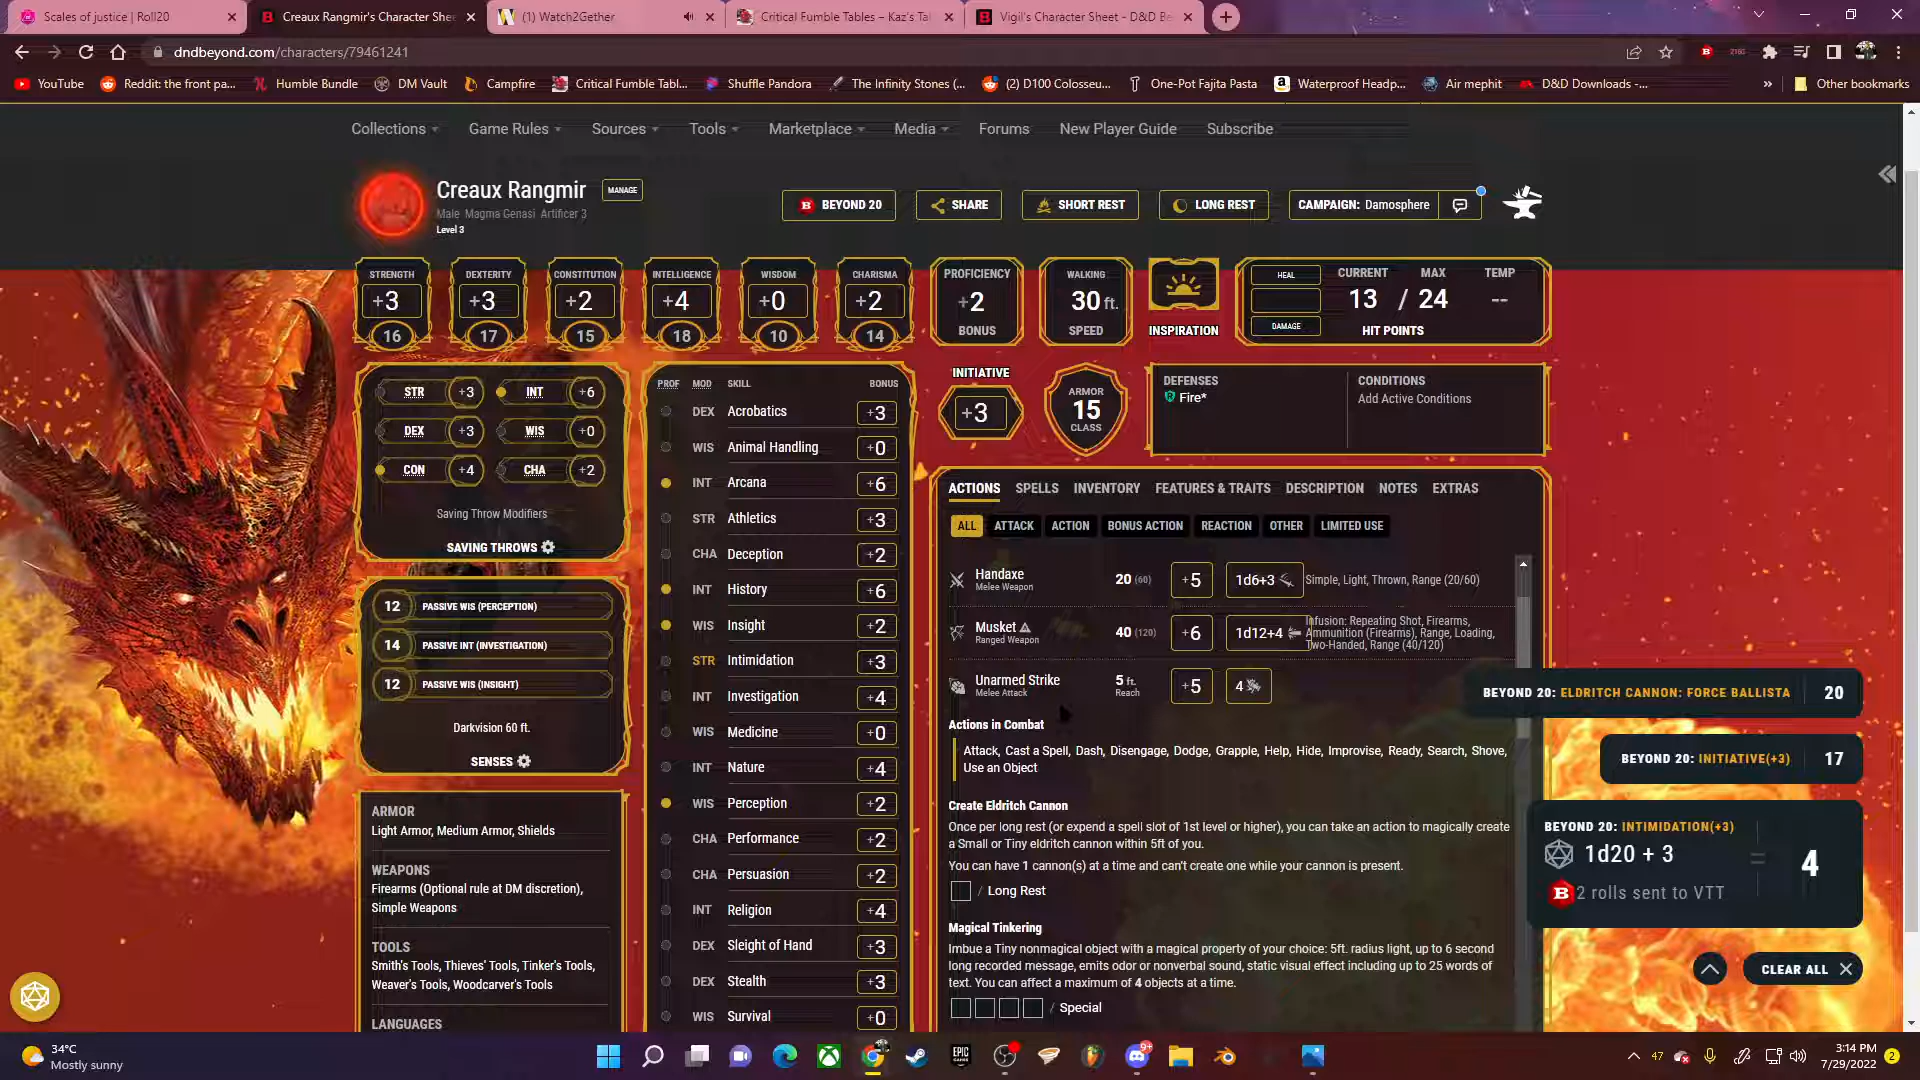 Scales of justice | Roll20
Creaux Rangmir's Character She
(1) Watch2Gether
Critical Fumble Tables – Kaz's Ta
Vigil's Character Sheet - D&D Be
dndbeyond.com/characters/79461241
YouTube
Reddit: the front pa...
Humble Bundle
DM Vault
Campfire
Critical Fumble Tabl...
Shuffle Pandora
The Infinity Stones (...
(2) D100 Colosseu...
One-Pot Fajita Pasta
Waterproof Headp...
Air mephit
D&D Downloads -...
»
Other bookmarks
Collections
Game Rules
Sources
Tools
Marketplace
Media
Forums
New Player Guide
Subscribe
Creaux Rangmir
MANAGE
Male Magma Genasi Artificer 3
Level 3
BEYOND 20
SHARE
SHORT REST
LONG REST
CAMPAIGN: Damosphere
STRENGTH
+3
16
DEXTERITY
+3
17
CONSTITUTION
+2
15
INTELLIGENCE
+4
18
WISDOM
+0
10
CHARISMA
+2
14
PROFICIENCY
+2
BONUS
WALKING
30 ft.
SPEED
INSPIRATION
HEAL
DAMAGE
CURRENT MAX TEMP
13 / 24 --
HIT POINTS
STR +3
INT +6
DEX +3
WIS +0
CON +4
CHA +2
Saving Throw Modifiers
SAVING THROWS
12 PASSIVE WIS (PERCEPTION)
14 PASSIVE INT (INVESTIGATION)
12 PASSIVE WIS (INSIGHT)
Darkvision 60 ft.
SENSES
ARMOR
Light Armor, Medium Armor, Shields
WEAPONS
Firearms (Optional rule at DM discretion),
Simple Weapons
TOOLS
Smith's Tools, Thieves' Tools, Tinker's Tools,
Weaver's Tools, Woodcarver's Tools
LANGUAGES
PROF MOD SKILL BONUS
DEX Acrobatics +3
WIS Animal Handling +0
INT Arcana +6
STR Athletics +3
CHA Deception +2
INT History +6
WIS Insight +2
STR Intimidation +3
INT Investigation +4
WIS Medicine +0
INT Nature +4
WIS Perception +2
CHA Performance +2
CHA Persuasion +2
INT Religion +4
DEX Sleight of Hand +3
DEX Stealth +3
WIS Survival +0
INITIATIVE
+3
ARMOR
15
CLASS
DEFENSES
Fire*
CONDITIONS
Add Active Conditions
ACTIONS SPELLS INVENTORY FEATURES & TRAITS DESCRIPTION NOTES EXTRAS
ALL ATTACK ACTION BONUS ACTION REACTION OTHER LIMITED USE
Handaxe
Melee Weapon
20 (60)
+5
1d6+3
Simple, Light, Thrown, Range (20/60)
Musket
Ranged Weapon
40 (120)
+6
1d12+4
Infusion: Repeating Shot, Firearms,
Ammunition (Firearms), Range, Loading,
Two-Handed, Range (40/120)
Unarmed Strike
Melee Attack
5 ft.
Reach
+5
4
Actions in Combat
Attack, Cast a Spell, Dash, Disengage, Dodge, Grapple, Help, Hide, Improvise, Ready, Search, Shove,
Use an Object
Create Eldritch Cannon
Once per long rest (or expend a spell slot of 1st level or higher), you can take an action to magically create
a Small or Tiny eldritch cannon within 5ft of you.
You can have 1 cannon(s) at a time and can't create one while your cannon is present.
/ Long Rest
Magical Tinkering
Imbue a Tiny nonmagical object with a magical property of your choice: 5ft. radius light, up to 6 second
long recorded message, emits odor or nonverbal sound, static visual effect including up to 25 words of
text. You can affect a maximum of 4 objects at a time.
/ Special
BEYOND 20: ELDRITCH CANNON: FORCE BALLISTA 20
BEYOND 20: INITIATIVE(+3) 17
BEYOND 20: INTIMIDATION(+3)
1d20 + 3 = 4
2 rolls sent to VTT
CLEAR ALL
34°C
Mostly sunny
EPIC
GAMES
9+
47
3:14 PM
7/29/2022
2